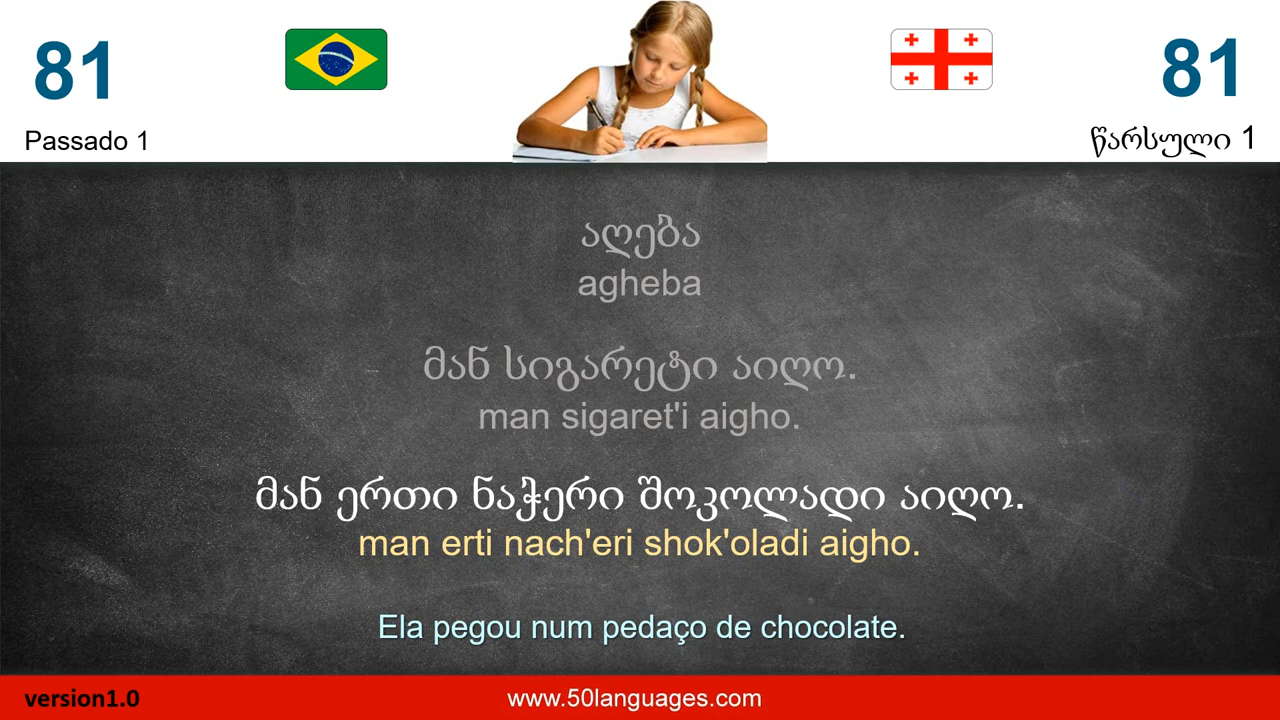 81
81
Passado 1
წარსული 1
აღება
agheba
მან სიგარეტი აიღო.
man sigaret'i aigho.
მან ერთი ნაჭერი შოკოლადი აიღო.
man erti nach'eri shok'oladi aigho.
Ela pegou num pedaço de chocolate.
version1.0
www.50languages.com